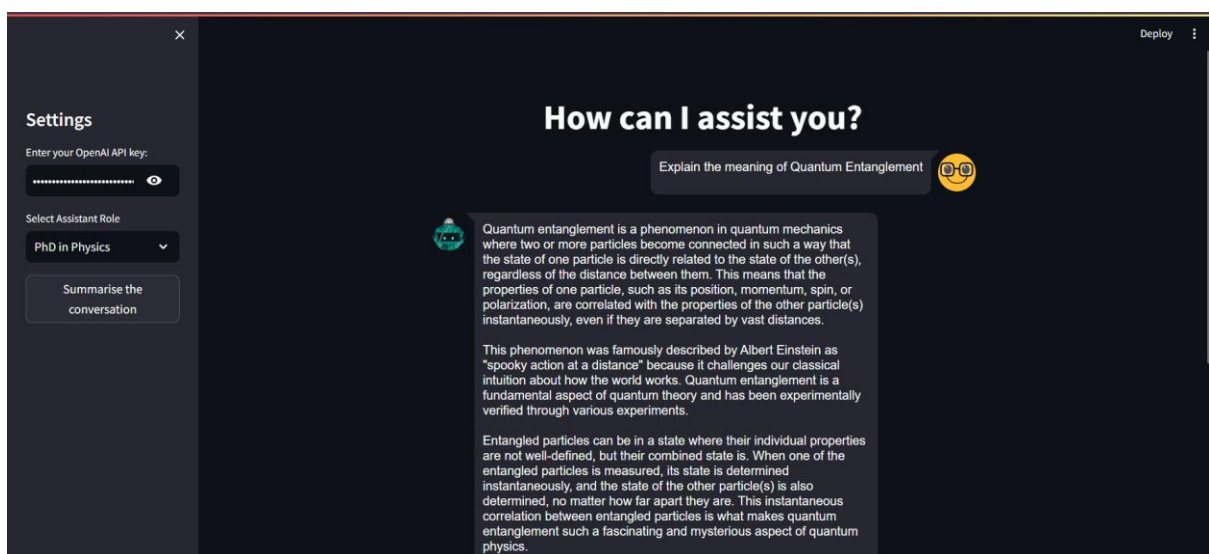 Deploy
Settings
Enter your OpenAI API key:
Select Assistant Role
PhD in Physics
Summarise the
conversation
How can I assist you?
Explain the meaning of Quantum Entanglement
Quantum entanglement is a phenomenon in quantum mechanics
where two or more particles become connected in such a way that
the state of one particle is directly related to the state of the other(s),
regardless of the distance between them. This means that the
properties of one particle, such as its position, momentum, spin, or
polarization, are correlated with the properties of the other particle(s)
instantaneously, even if they are separated by vast distances.
This phenomenon was famously described by Albert Einstein as
"spooky action at a distance" because it challenges our classical
intuition about how the world works. Quantum entanglement is a
fundamental aspect of quantum theory and has been experimentally
verified through various experiments.
Entangled particles can be in a state where their individual properties
are not well-defined, but their combined state is. When one of the
entangled particles is measured, its state is determined
instantaneously, and the state of the other particle(s) is also
determined, no matter how far apart they are. This instantaneous
correlation between entangled particles is what makes quantum
entanglement such a fascinating and mysterious aspect of quantum
physics.